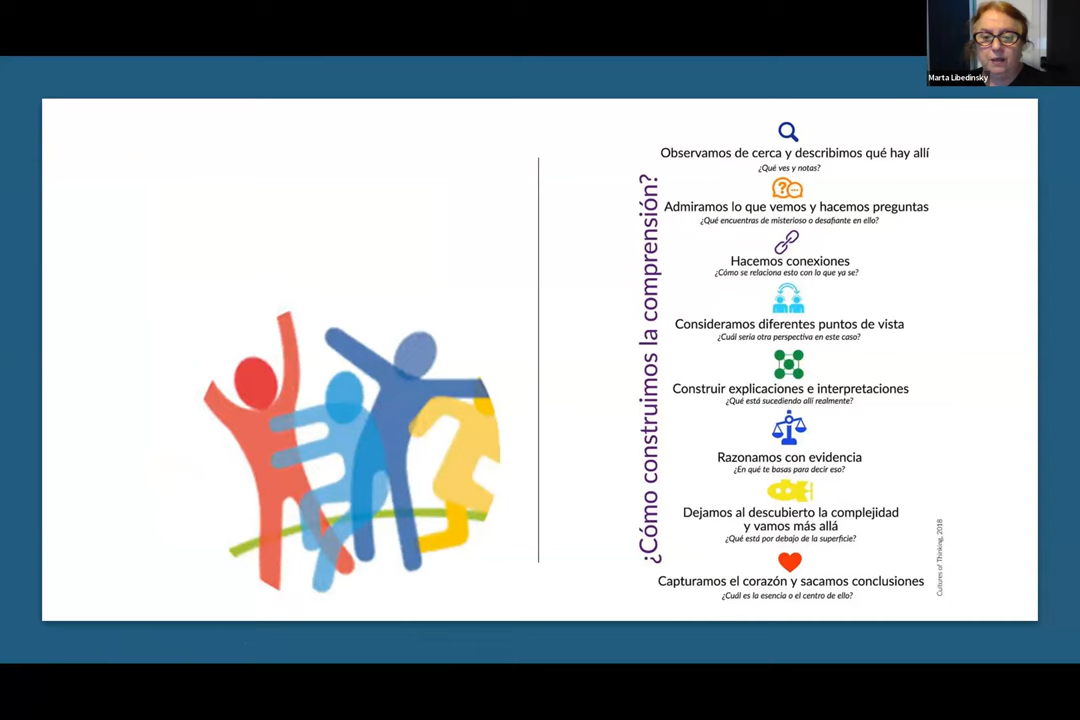 Marta Libedinsky
¿Cómo construimos la comprensión?
Observamos de cerca y describimos qué hay allí
¿Qué ves y notas?
Admiramos lo que vemos y hacemos preguntas
¿Qué encuentras de misterioso o desafiante en ello?
Hacemos conexiones
¿Cómo se relaciona esto con lo que ya se?
Consideramos diferentes puntos de vista
¿Cuál sería otra perspectiva en este caso?
Construir explicaciones e interpretaciones
¿Qué está sucediendo allí realmente?
Razonamos con evidencia
¿En qué te basas para decir eso?
Dejamos al descubierto la complejidad
y vamos más allá
¿Qué está por debajo de la superficie?
Capturamos el corazón y sacamos conclusiones
¿Cuál es la esencia o el centro de ello?
Cultures of Thinking, 2018